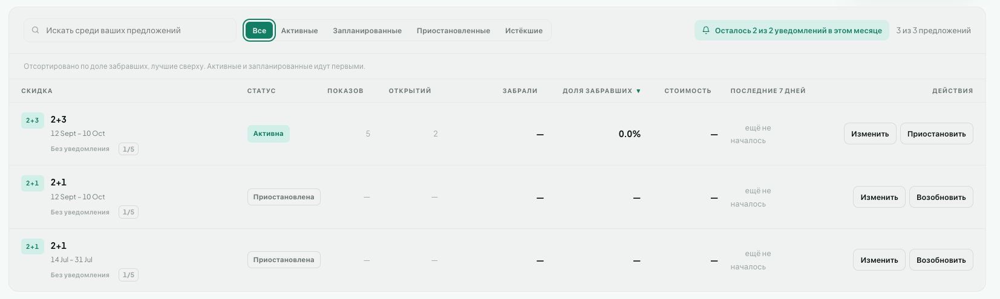 Искать среди ваших предложений
Все
Активные
Запланированные
Приостановленные
Истёкшие
Осталось 2 из 2 уведомлений в этом месяце
3 из 3 предложений
Отсортировано по доле забравших, лучшие сверху. Активные и запланированные идут первыми.
СКИДКА
СТАТУС
ПОКАЗОВ
ОТКРЫТИЙ
ЗАБРАЛИ
ДОЛЯ ЗАБРАВШИХ ▼
СТОИМОСТЬ
ПОСЛЕДНИЕ 7 ДНЕЙ
ДЕЙСТВИЯ
2+3
2+3
12 Sept – 10 Oct
Без уведомления
1/5
Активна
5
2
—
0.0%
—
ещё не
началось
Изменить
Приостановить
2+1
2+1
12 Sept – 10 Oct
Без уведомления
1/5
Приостановлена
—
—
—
—
—
ещё не
началось
Изменить
Возобновить
2+1
2+1
14 Jul – 31 Jul
Без уведомления
1/5
Приостановлена
—
—
—
—
—
ещё не
началось
Изменить
Возобновить